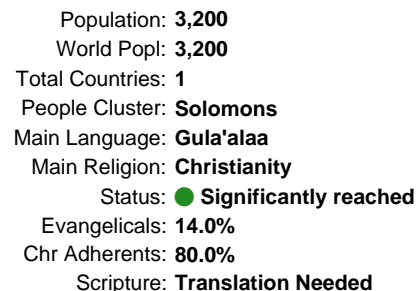 Population: 3,200
World Popl: 3,200
Total Countries: 1
People Cluster: Solomons
Main Language: Gula'alaa
Main Religion: Christianity
Status: Significantly reached
Evangelicals: 14.0%
Chr Adherents: 80.0%
Scripture: Translation Needed